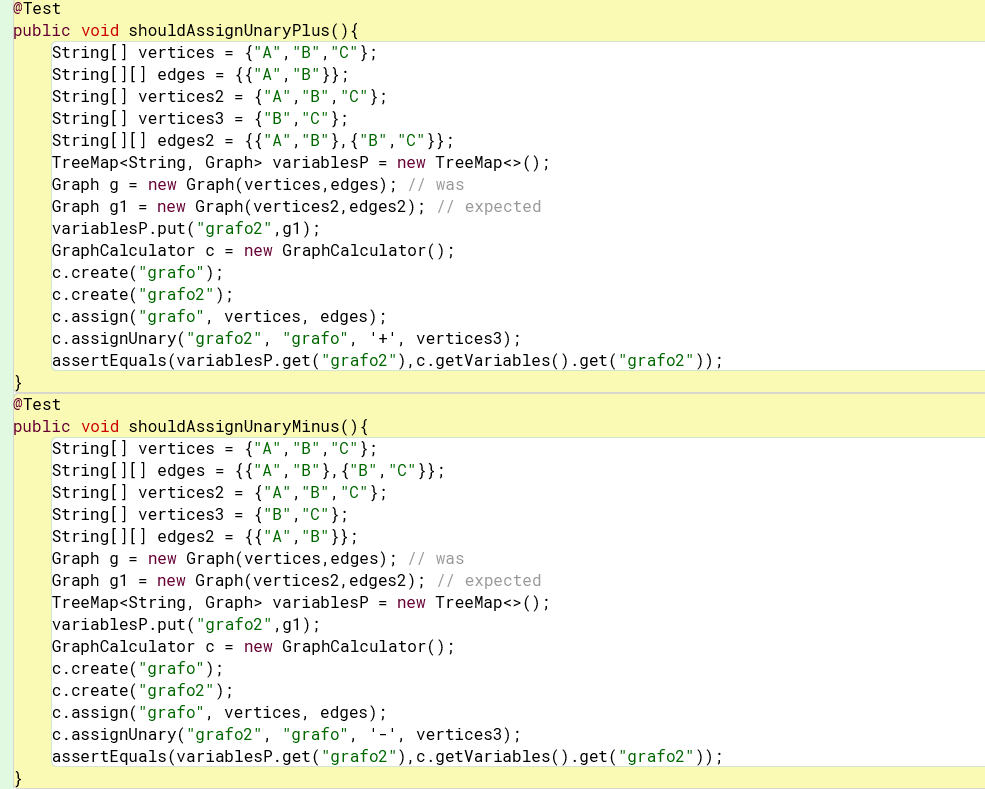 @Test
public void shouldAssignUnaryPlus(){
    String[] vertices = {"A","B","C"};
    String[][] edges = {{"A","B"}};
    String[] vertices2 = {"A","B","C"};
    String[] vertices3 = {"B","C"};
    String[][] edges2 = {{"A","B"},{"B","C"}};
    TreeMap<String, Graph> variablesP = new TreeMap<>();
    Graph g = new Graph(vertices,edges); // was
    Graph g1 = new Graph(vertices2,edges2); // expected
    variablesP.put("grafo2",g1);
    GraphCalculator c = new GraphCalculator();
    c.create("grafo");
    c.create("grafo2");
    c.assign("grafo", vertices, edges);
    c.assignUnary("grafo2", "grafo", '+', vertices3);
    assertEquals(variablesP.get("grafo2"),c.getVariables().get("grafo2"));
}
@Test
public void shouldAssignUnaryMinus(){
    String[] vertices = {"A","B","C"};
    String[][] edges = {{"A","B"},{"B","C"}};
    String[] vertices2 = {"A","B","C"};
    String[] vertices3 = {"B","C"};
    String[][] edges2 = {{"A","B"}};
    Graph g = new Graph(vertices,edges); // was
    Graph g1 = new Graph(vertices2,edges2); // expected
    TreeMap<String, Graph> variablesP = new TreeMap<>();
    variablesP.put("grafo2",g1);
    GraphCalculator c = new GraphCalculator();
    c.create("grafo");
    c.create("grafo2");
    c.assign("grafo", vertices, edges);
    c.assignUnary("grafo2", "grafo", '-', vertices3);
    assertEquals(variablesP.get("grafo2"),c.getVariables().get("grafo2"));
}